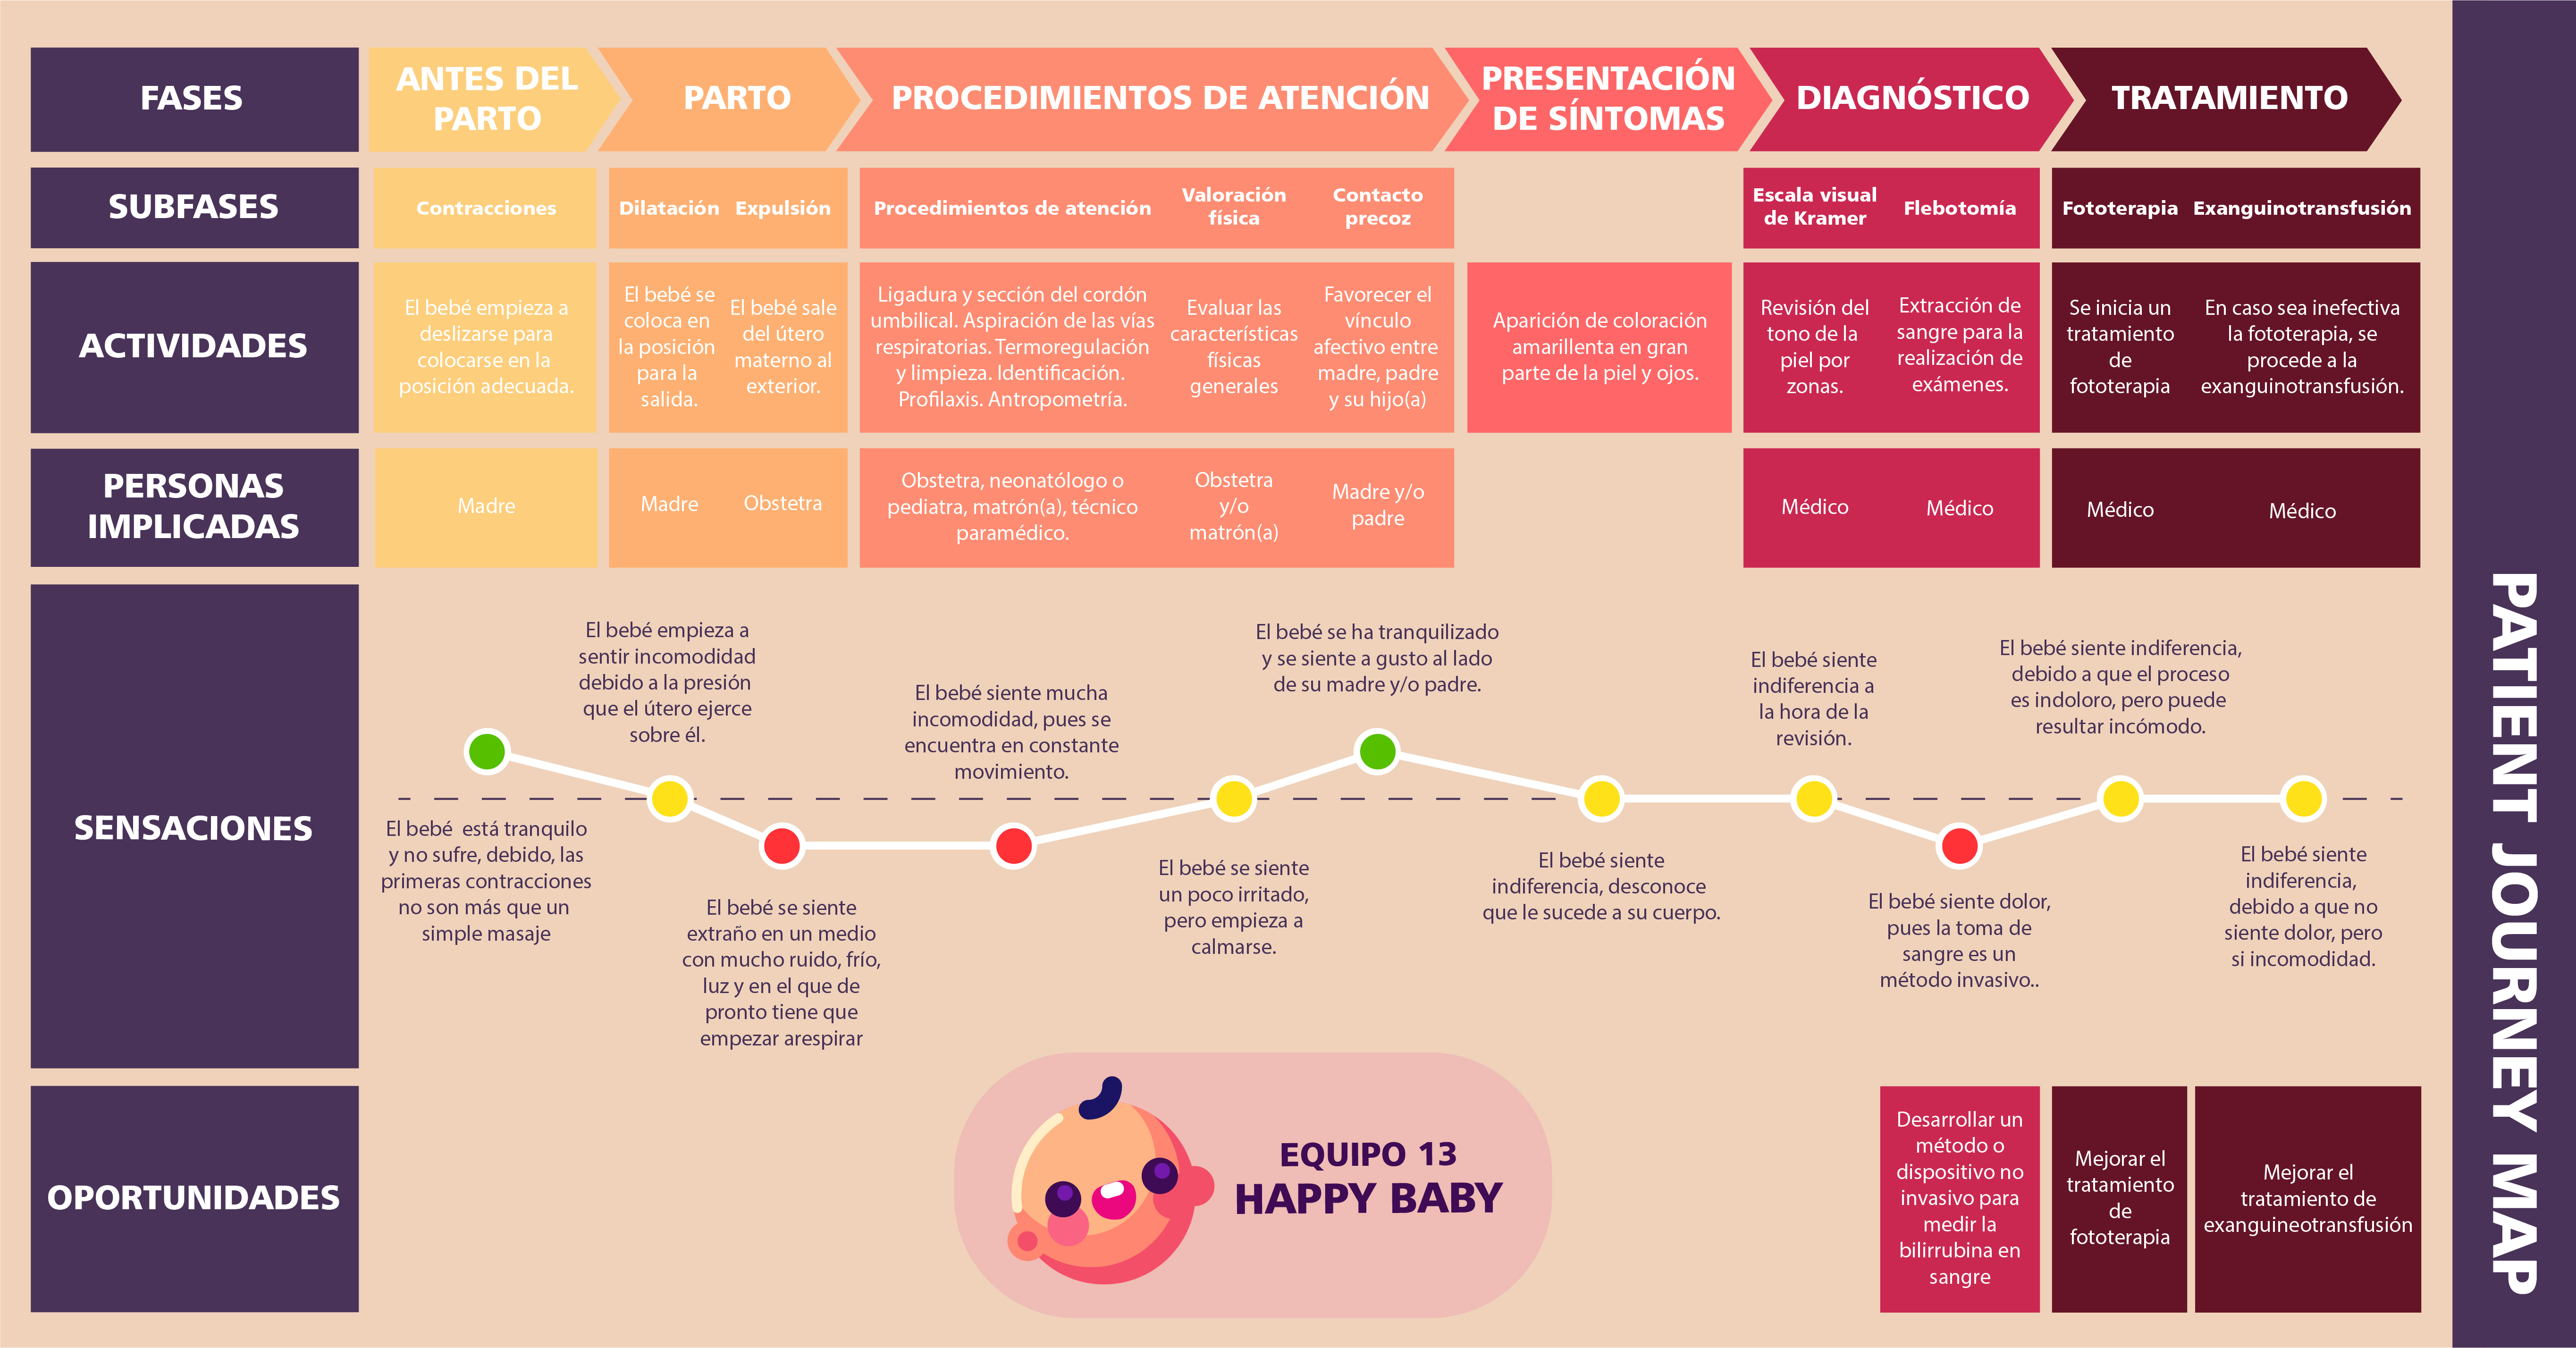 FASES
ANTES DEL
PARTO
PARTO
PROCEDIMIENTOS DE ATENCIÓN
PRESENTACIÓN
DE SÍNTOMAS
DIAGNÓSTICO
TRATAMIENTO
SUBFASES
Contracciones
Dilatación
Expulsión
Procedimientos de atención
Valoración
física
Contacto
precoz
Escala visual
de Kramer
Flebotomía
Fototerapia
Exanguinotransfusión
ACTIVIDADES
El bebé empieza a
deslizarse para
colocarse en la
posición adecuada.
El bebé se
coloca en
la posición
para la
salida.
El bebé sale
del útero
materno al
exterior.
Ligadura y sección del cordón
umbilical. Aspiración de las vías
respiratorias. Termoregulación
y limpieza. Identificación.
Profilaxis. Antropometría.
Evaluar las
características
físicas
generales
Favorecer el
vínculo
afectivo entre
madre, padre
y su hijo(a)
Aparición de coloración
amarillenta en gran
parte de la piel y ojos.
Revisión del
tono de la
piel por
zonas.
Extracción de
sangre para la
realización de
exámenes.
Se inicia un
tratamiento
de
fototerapia
En caso sea inefectiva
la fototerapia, se
procede a la
exanguinotransfusión.
PERSONAS
IMPLICADAS
Madre
Madre
Obstetra
Obstetra, neonatólogo o
pediatra, matrón(a), técnico
paramédico.
Obstetra
y/o
matrón(a)
Madre y/o
padre
Médico
Médico
Médico
Médico
SENSACIONES
El bebé está tranquilo
y no sufre, debido, las
primeras contracciones
no son más que un
simple masaje
El bebé empieza a
sentir incomodidad
debido a la presión
que el útero ejerce
sobre él.
El bebé se siente
extraño en un medio
con mucho ruido, frío,
luz y en el que de
pronto tiene que
empezar arespirar
El bebé siente mucha
incomodidad, pues se
encuentra en constante
movimiento.
El bebé se siente
un poco irritado,
pero empieza a
calmarse.
El bebé se ha tranquilizado
y se siente a gusto al lado
de su madre y/o padre.
El bebé siente
indiferencia, desconoce
que le sucede a su cuerpo.
El bebé siente
indiferencia a
la hora de la
revisión.
El bebé siente dolor,
pues la toma de
sangre es un
método invasivo..
El bebé siente indiferencia,
debido a que el proceso
es indoloro, pero puede
resultar incómodo.
El bebé siente
indiferencia,
debido a que no
siente dolor, pero
si incomodidad.
OPORTUNIDADES
EQUIPO 13
HAPPY BABY
Desarrollar un
método o
dispositivo no
invasivo para
medir la
bilirrubina en
sangre
Mejorar el
tratamiento
de
fototerapia
Mejorar el
tratamiento de
exanguineotransfusión
PATIENT JOURNEY MAP